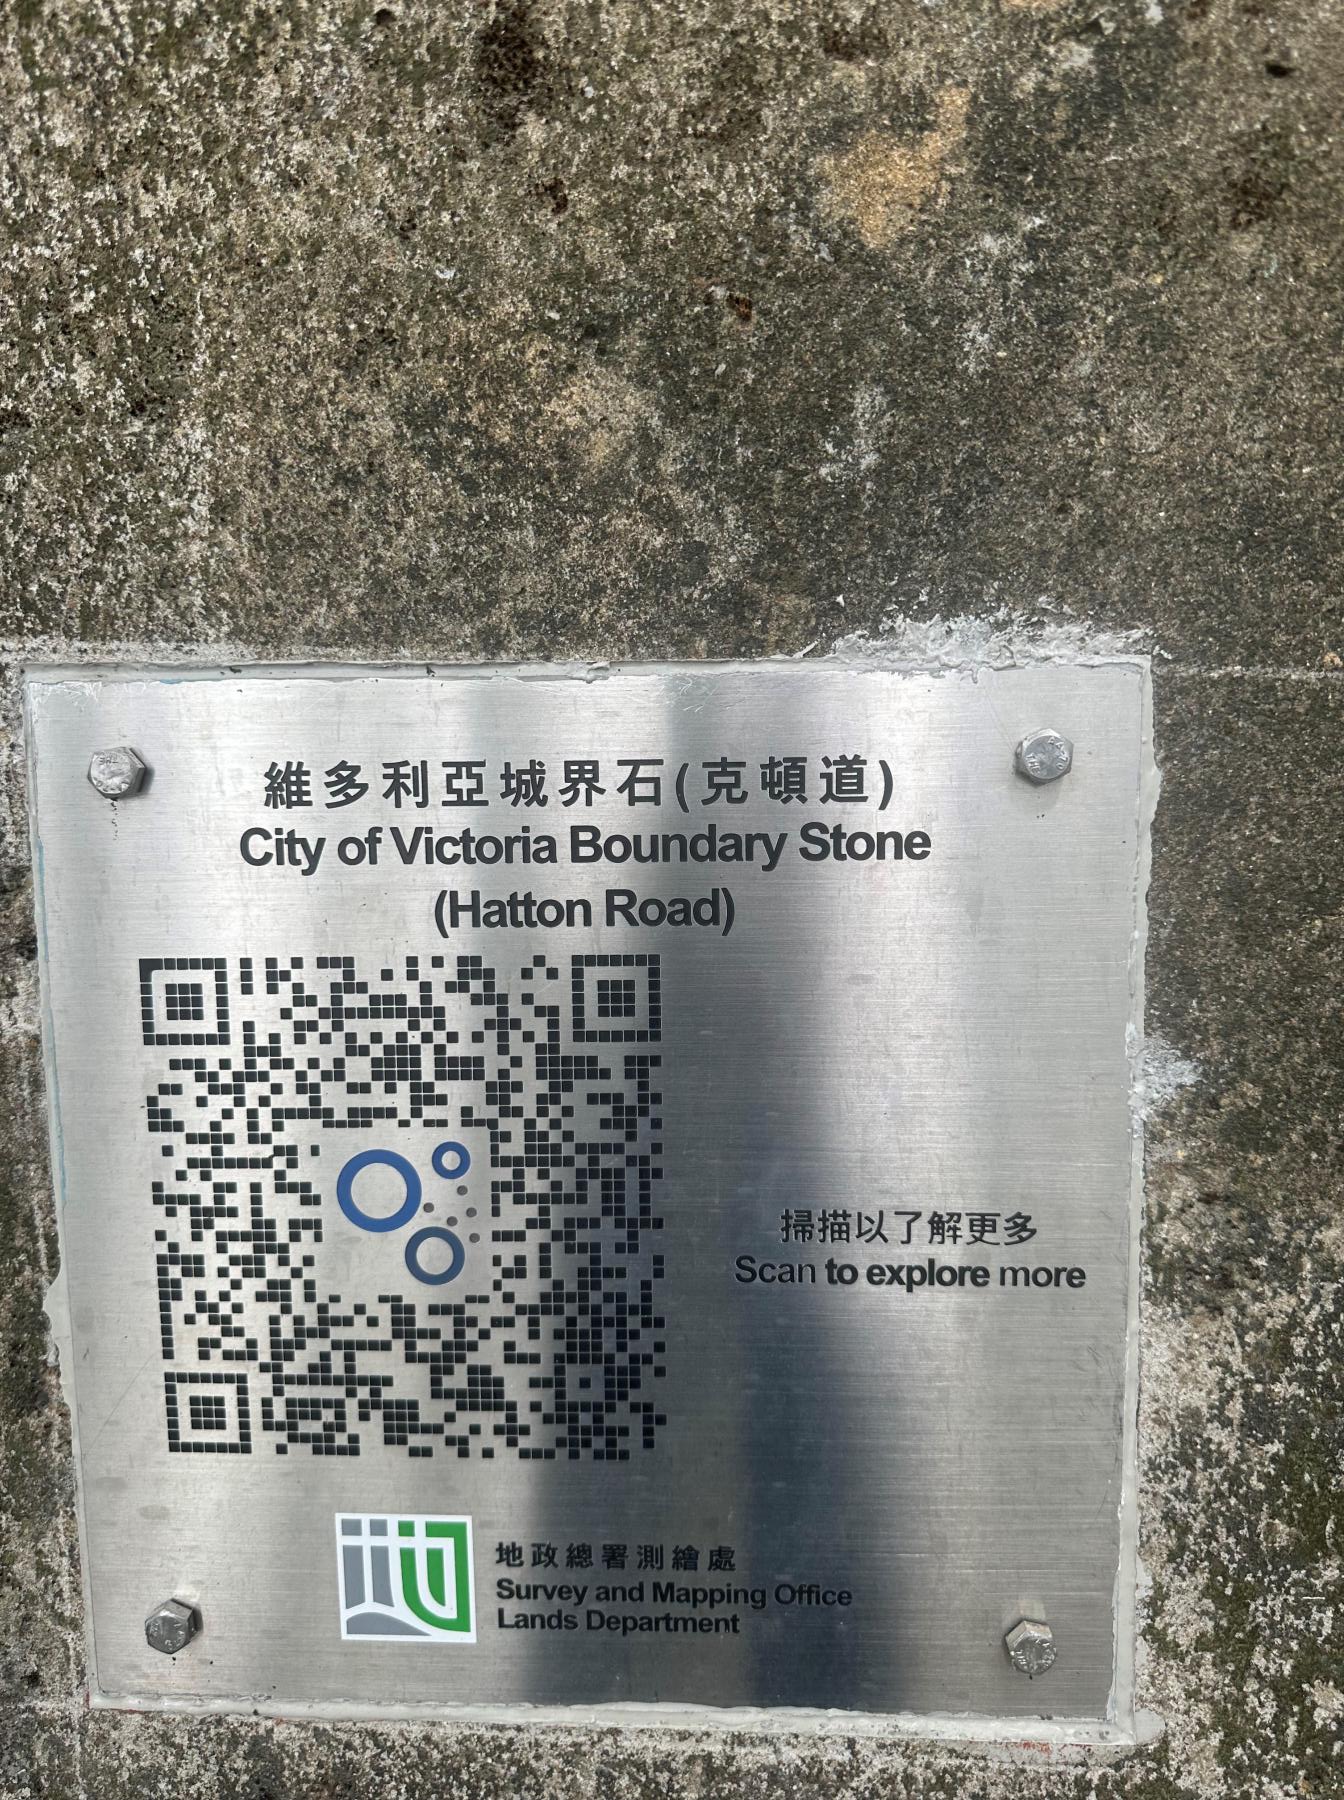 維多利亞城界石(克頓道)
City of Victoria Boundary Stone
(Hatton Road)
掃描以了解更多
Scan to explore more
地政總署測繪處
Survey and Mapping Office
Lands Department